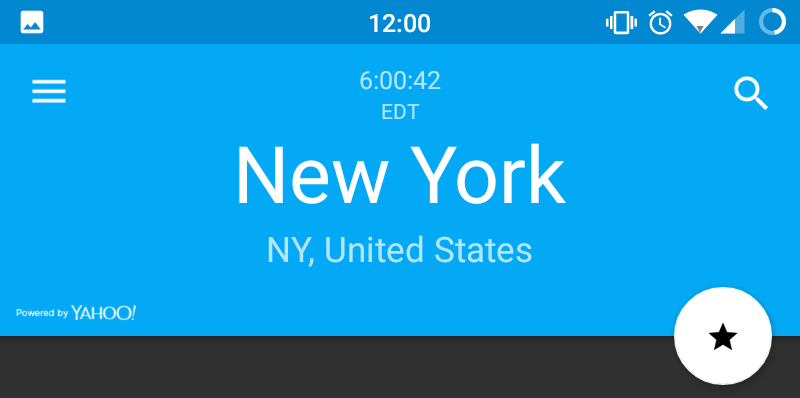 12:00
6:00:42
EDT
New York
NY, United States
Powered by YAHOO!